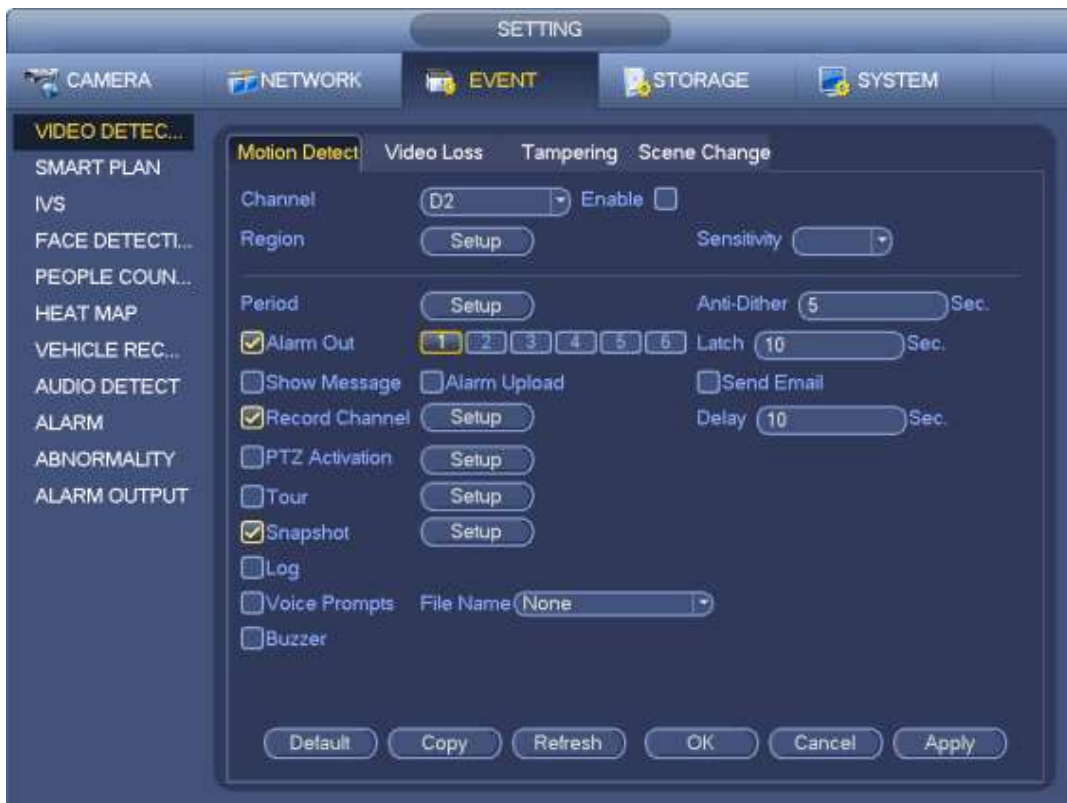 SETTING
CAMERA NETWORK EVENT STORAGE SYSTEM
VIDEO DETEC...
SMART PLAN
IVS
FACE DETECTI...
PEOPLE COUN...
HEAT MAP
VEHICLE REC...
AUDIO DETECT
ALARM
ABNORMALITY
ALARM OUTPUT
Motion Detect Video Loss Tampering Scene Change
Channel D2 Enable
Region Setup Sensitivity
Period Setup Anti-Dither 5 Sec.
Alarm Out 1 2 3 4 5 6 Latch 10 Sec.
Show Message Alarm Upload Send Email
Record Channel Setup Delay 10 Sec.
PTZ Activation Setup
Tour Setup
Snapshot Setup
Log
Voice Prompts File Name None
Buzzer
Default Copy Refresh OK Cancel Apply